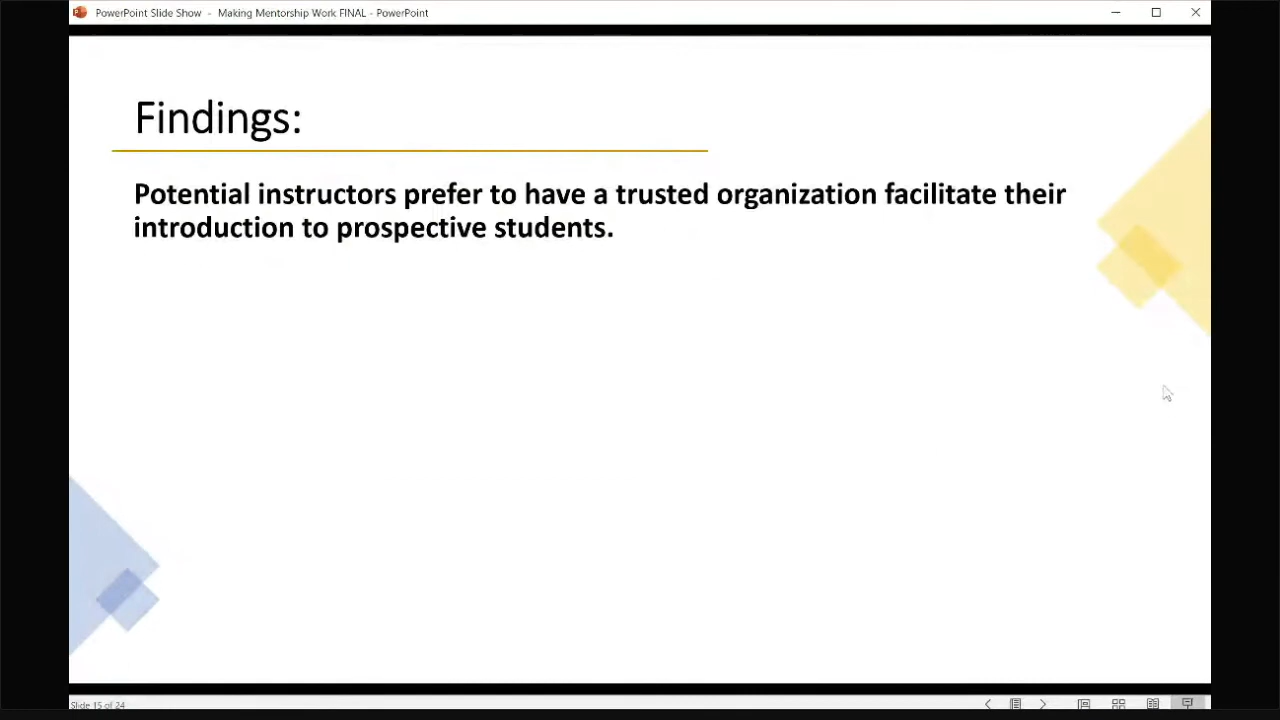 PowerPoint Slide Show - Making Mentorship Work FINAL - PowerPoint
Findings:
Potential instructors prefer to have a trusted organization facilitate their
introduction to prospective students.
Slide 15 of 24